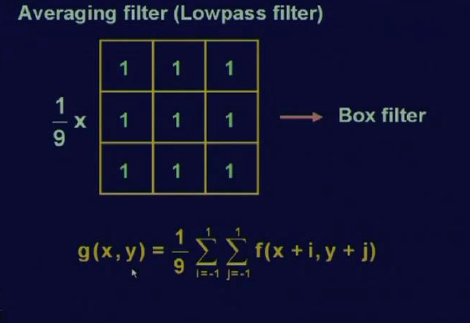 Averaging filter (Lowpass filter)
1 1 1
1/9 x 1 1 1 → Box filter
1 1 1
g(x,y) = 1/9 Σ_{i=-1}^{1} Σ_{j=-1}^{1} f(x + i, y + j)